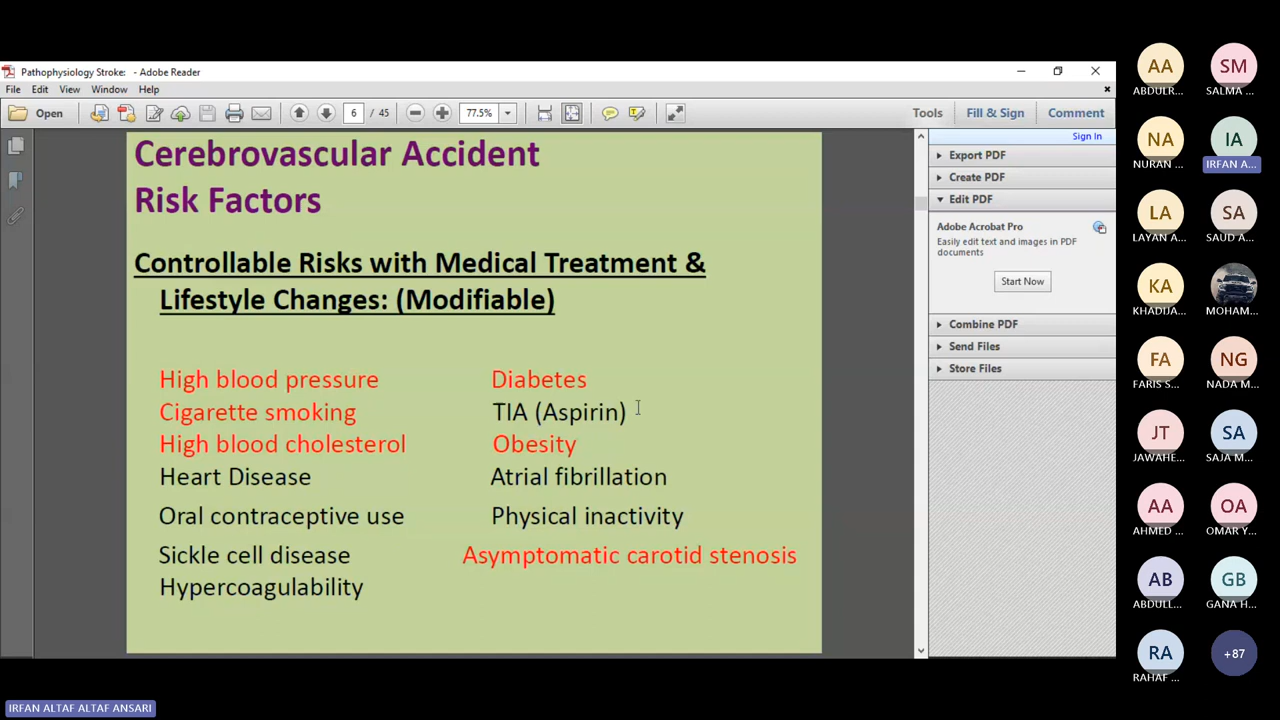 Pathophysiology Stroke: - Adobe Reader
File Edit View Window Help
Open 6 / 45 77.5% Tools Fill & Sign Comment
Sign In
Cerebrovascular Accident
Risk Factors
Controllable Risks with Medical Treatment &
Lifestyle Changes: (Modifiable)
High blood pressure Diabetes
Cigarette smoking TIA (Aspirin)
High blood cholesterol Obesity
Heart Disease Atrial fibrillation
Oral contraceptive use Physical inactivity
Sickle cell disease Asymptomatic carotid stenosis
Hypercoagulability
Export PDF
Create PDF
Edit PDF
Adobe Acrobat Pro
Easily edit text and images in PDF
documents
Start Now
Combine PDF
Send Files
Store Files
AA SM
ABDULR... SALMA ...
NA IA
NURAN ... IRFAN A...
LA SA
LAYAN A... SAUD A...
KA
KHADIJA... MOHAM...
FA NG
FARIS S... NADA M...
JT SA
JAWAHE... SAJA M...
AA OA
AHMED ... OMAR Y...
AB GB
ABDULL... GANA H...
RA +87
RAHAF ...
IRFAN ALTAF ALTAF ANSARI